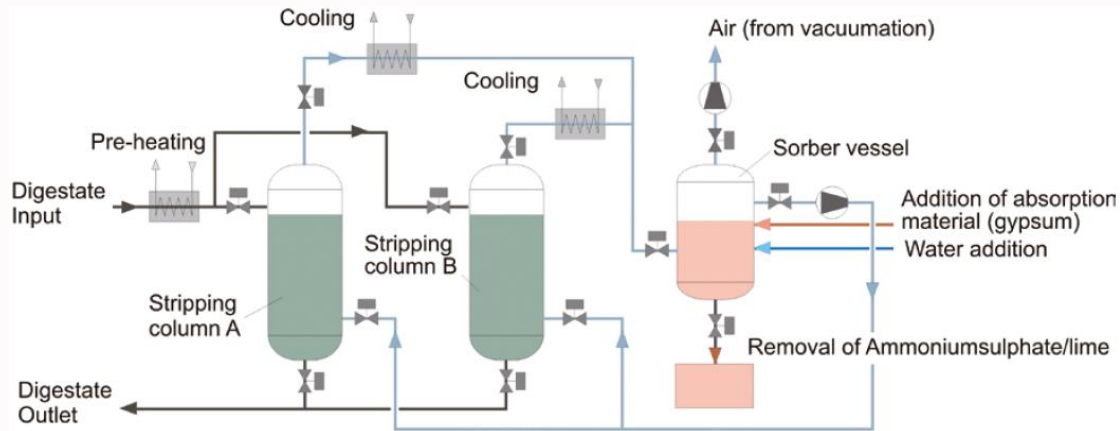 Cooling
Air (from vacuumation)
Cooling
Pre-heating
Sorber vessel
Digestate
Input
Addition of absorption
material (gypsum)
Water addition
Stripping
column B
Stripping
column A
Removal of Ammoniumsulphate/lime
Digestate
Outlet